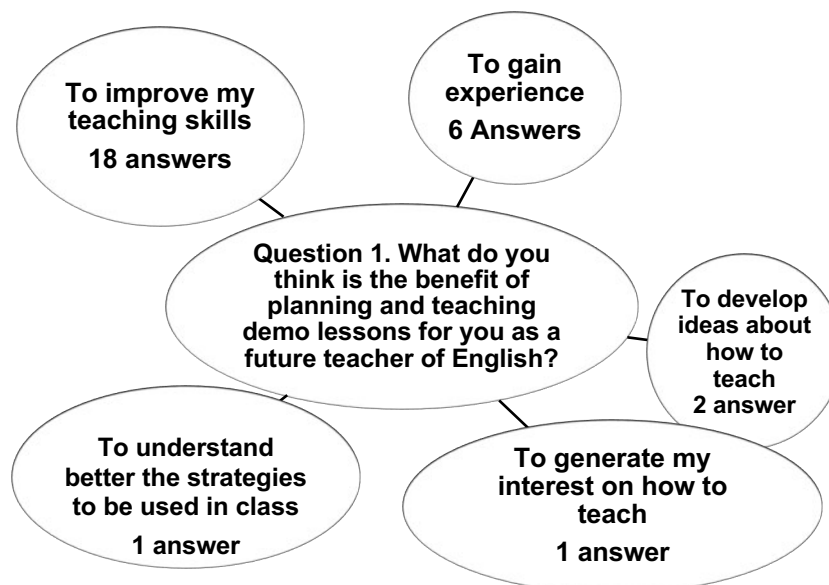 To improve my
teaching skills
18 answers
To gain
experience
6 Answers
Question 1. What do you
think is the benefit of
planning and teaching
demo lessons for you as a
future teacher of English?
To develop
ideas about
how to
teach
2 answer
To understand
better the strategies
to be used in class
1 answer
To generate my
interest on how to
teach
1 answer